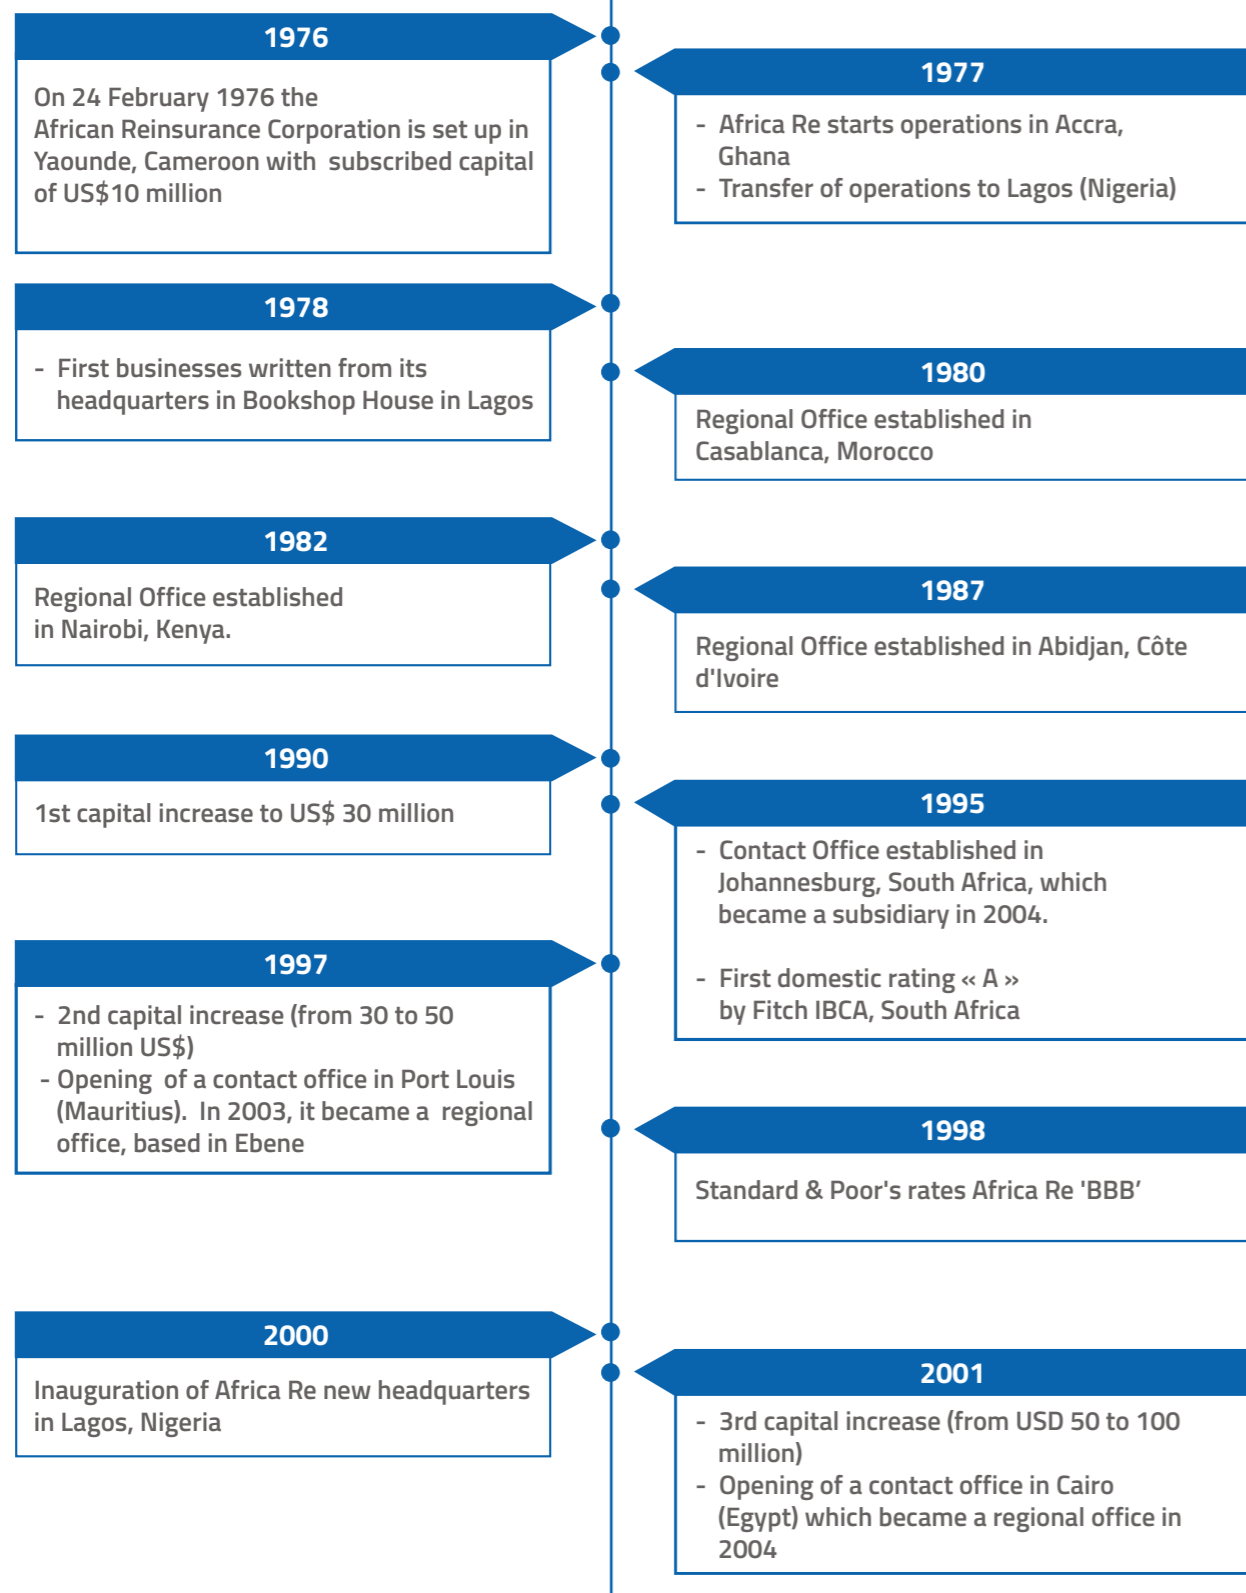 1976
On 24 February 1976 the
African Reinsurance Corporation is set up in
Yaounde, Cameroon with subscribed capital
of US$10 million
1977
- Africa Re starts operations in Accra,
Ghana
- Transfer of operations to Lagos (Nigeria)
1978
- First businesses written from its
headquarters in Bookshop House in Lagos
1980
Regional Office established in
Casablanca, Morocco
1982
Regional Office established
in Nairobi, Kenya.
1987
Regional Office established in Abidjan, Côte
d'Ivoire
1990
1st capital increase to US$ 30 million
1995
- Contact Office established in
Johannesburg, South Africa, which
became a subsidiary in 2004.
- First domestic rating « A »
by Fitch IBCA, South Africa
1997
- 2nd capital increase (from 30 to 50
million US$)
- Opening of a contact office in Port Louis
(Mauritius). In 2003, it became a regional
office, based in Ebene
1998
Standard & Poor's rates Africa Re 'BBB’
2000
Inauguration of Africa Re new headquarters
in Lagos, Nigeria
2001
- 3rd capital increase (from USD 50 to 100
million)
- Opening of a contact office in Cairo
(Egypt) which became a regional office in
2004